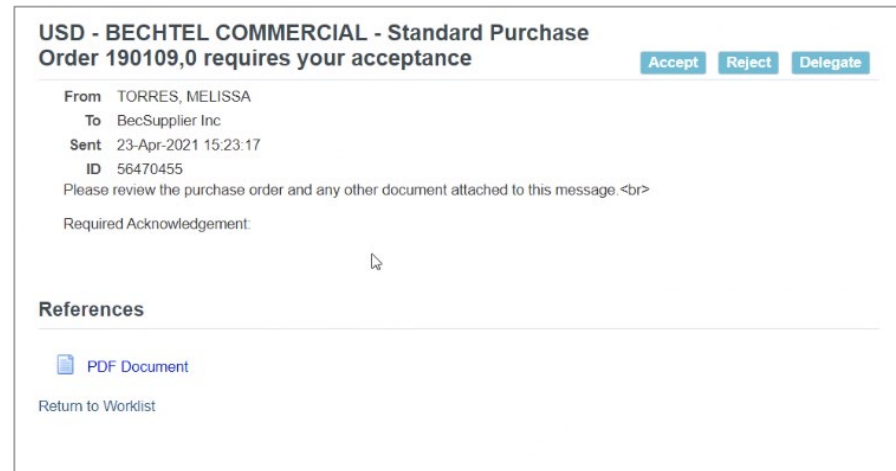 USD - BECHTEL COMMERCIAL - Standard Purchase
Order 190109,0 requires your acceptance
Accept Reject Delegate
From TORRES, MELISSA
To BecSupplier Inc
Sent 23-Apr-2021 15:23:17
ID 56470455
Please review the purchase order and any other document attached to this message.<br>
Required Acknowledgement:
References
PDF Document
Return to Worklist